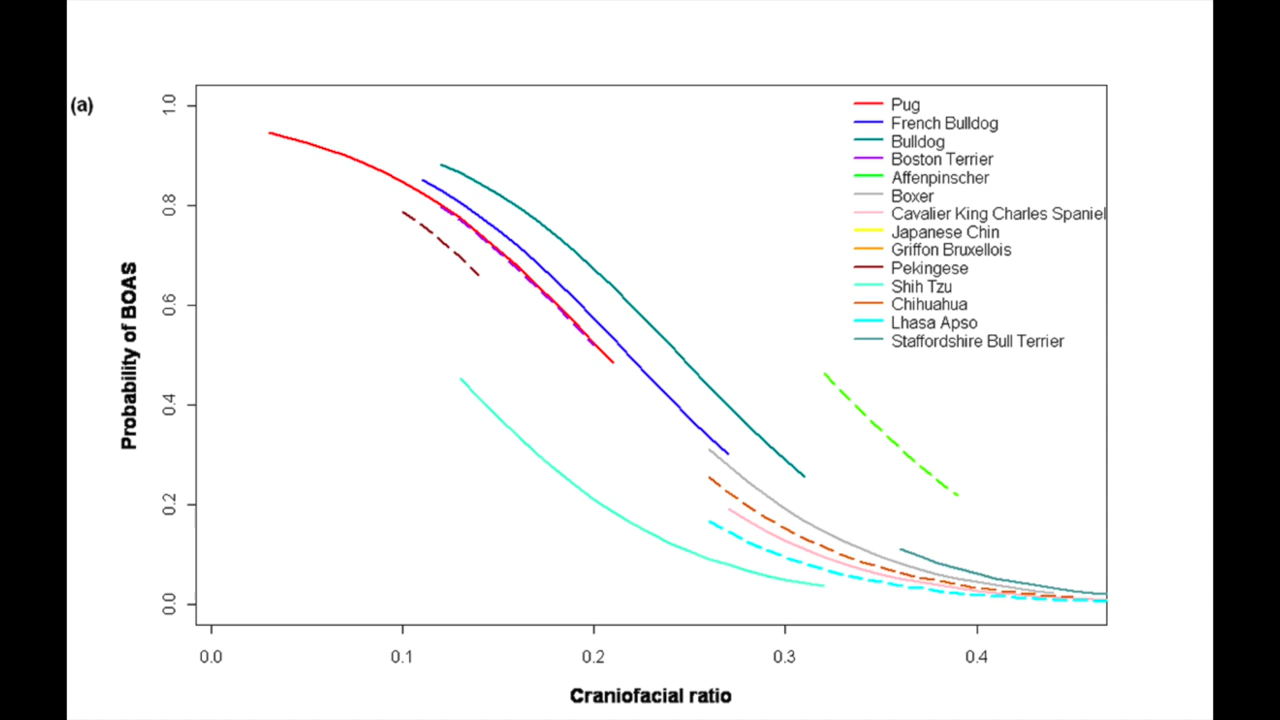 (a)
Probability of BOAS
1.0
0.8
0.6
0.4
0.2
0.0
Pug
French Bulldog
Bulldog
Boston Terrier
Affenpinscher
Boxer
Cavalier King Charles Spaniel
Japanese Chin
Griffon Bruxellois
Pekingese
Shih Tzu
Chihuahua
Lhasa Apso
Staffordshire Bull Terrier
0.0 0.1 0.2 0.3 0.4
Craniofacial ratio